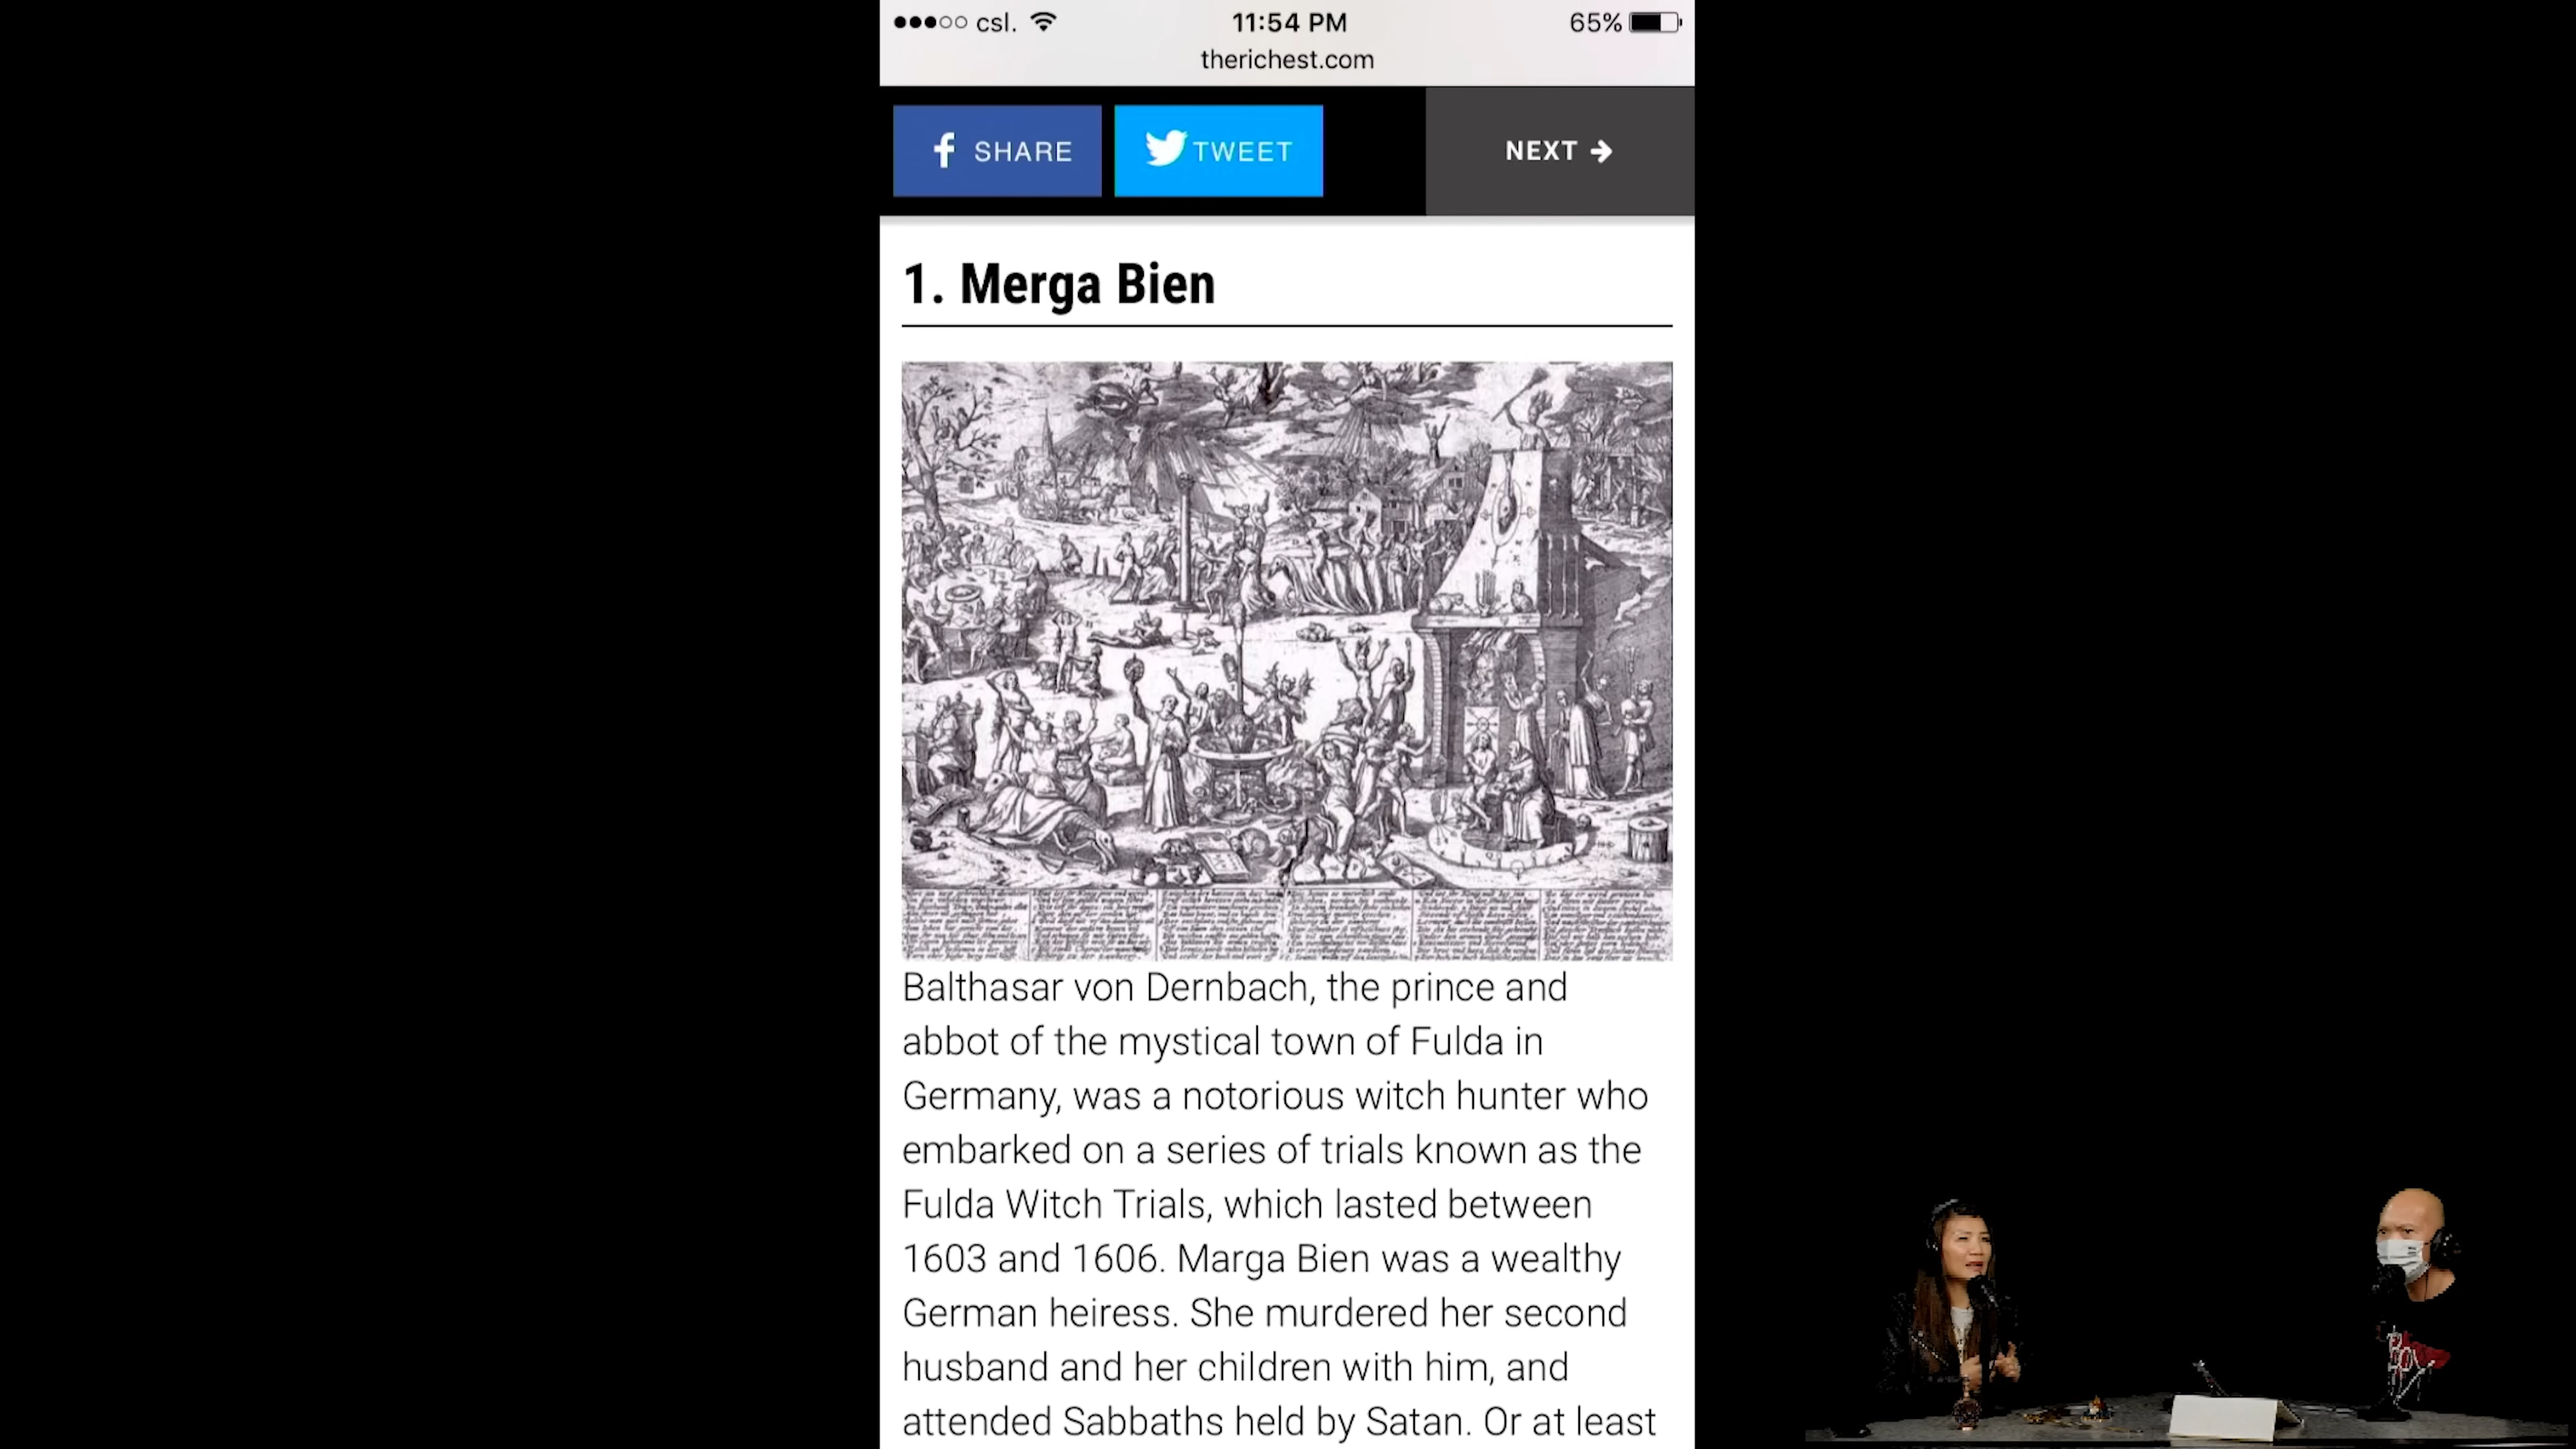 csl. 11:54 PM 65%
therichest.com
SHARE TWEET NEXT
1. Merga Bien
Balthasar von Dernbach, the prince and
abbot of the mystical town of Fulda in
Germany, was a notorious witch hunter who
embarked on a series of trials known as the
Fulda Witch Trials, which lasted between
1603 and 1606. Marga Bien was a wealthy
German heiress. She murdered her second
husband and her children with him, and
attended Sabbaths held by Satan. Or at least